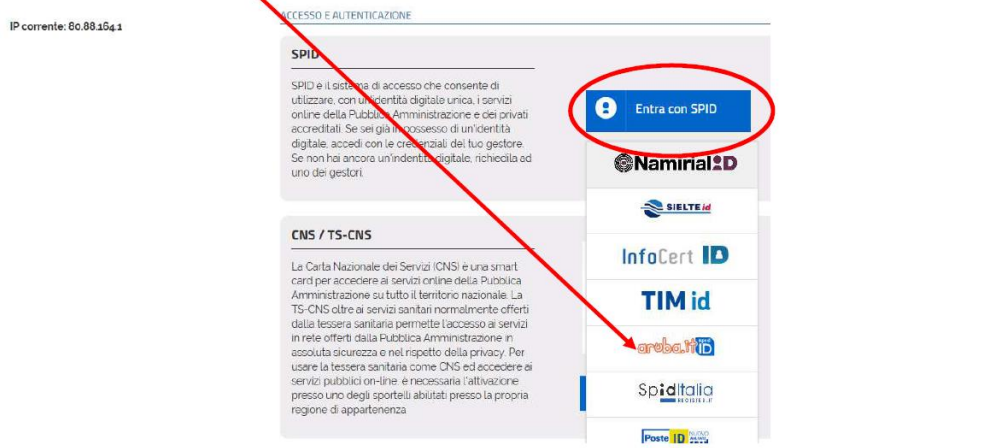 ACCESSO E AUTENTICAZIONE
IP corrente: 80.88.164.1
SPID
SPID è il sistema di accesso che consente di
utilizzare, con un'identità digitale unica, i servizi
online della Pubblica Amministrazione e dei privati
accreditati. Se sei già in possesso di un'identità
digitale, accedi con le credenziali del tuo gestore.
Se non hai ancora un'indentità digitale, richiedila ad
uno dei gestori.
Entra con SPID
Namirial ID
SIELTE id
InfoCert ID
TIM id
aruba.it ID
SpidItalia
REGISTER.IT
Poste ID
CNS / TS-CNS
La Carta Nazionale dei Servizi (CNS) è una smart
card per accedere ai servizi online della Pubblica
Amministrazione su tutto il territorio nazionale. La
TS-CNS oltre ai servizi sanitari normalmente offerti
dalla tessera sanitaria permette l'accesso ai servizi
in rete offerti dalla Pubblica Amministrazione in
assoluta sicurezza e nel rispetto della privacy. Per
usare la tessera sanitaria come CNS ed accedere ai
servizi pubblici on-line, è necessaria l'attivazione
presso uno degli sportelli abilitati presso la propria
regione di appartenenza